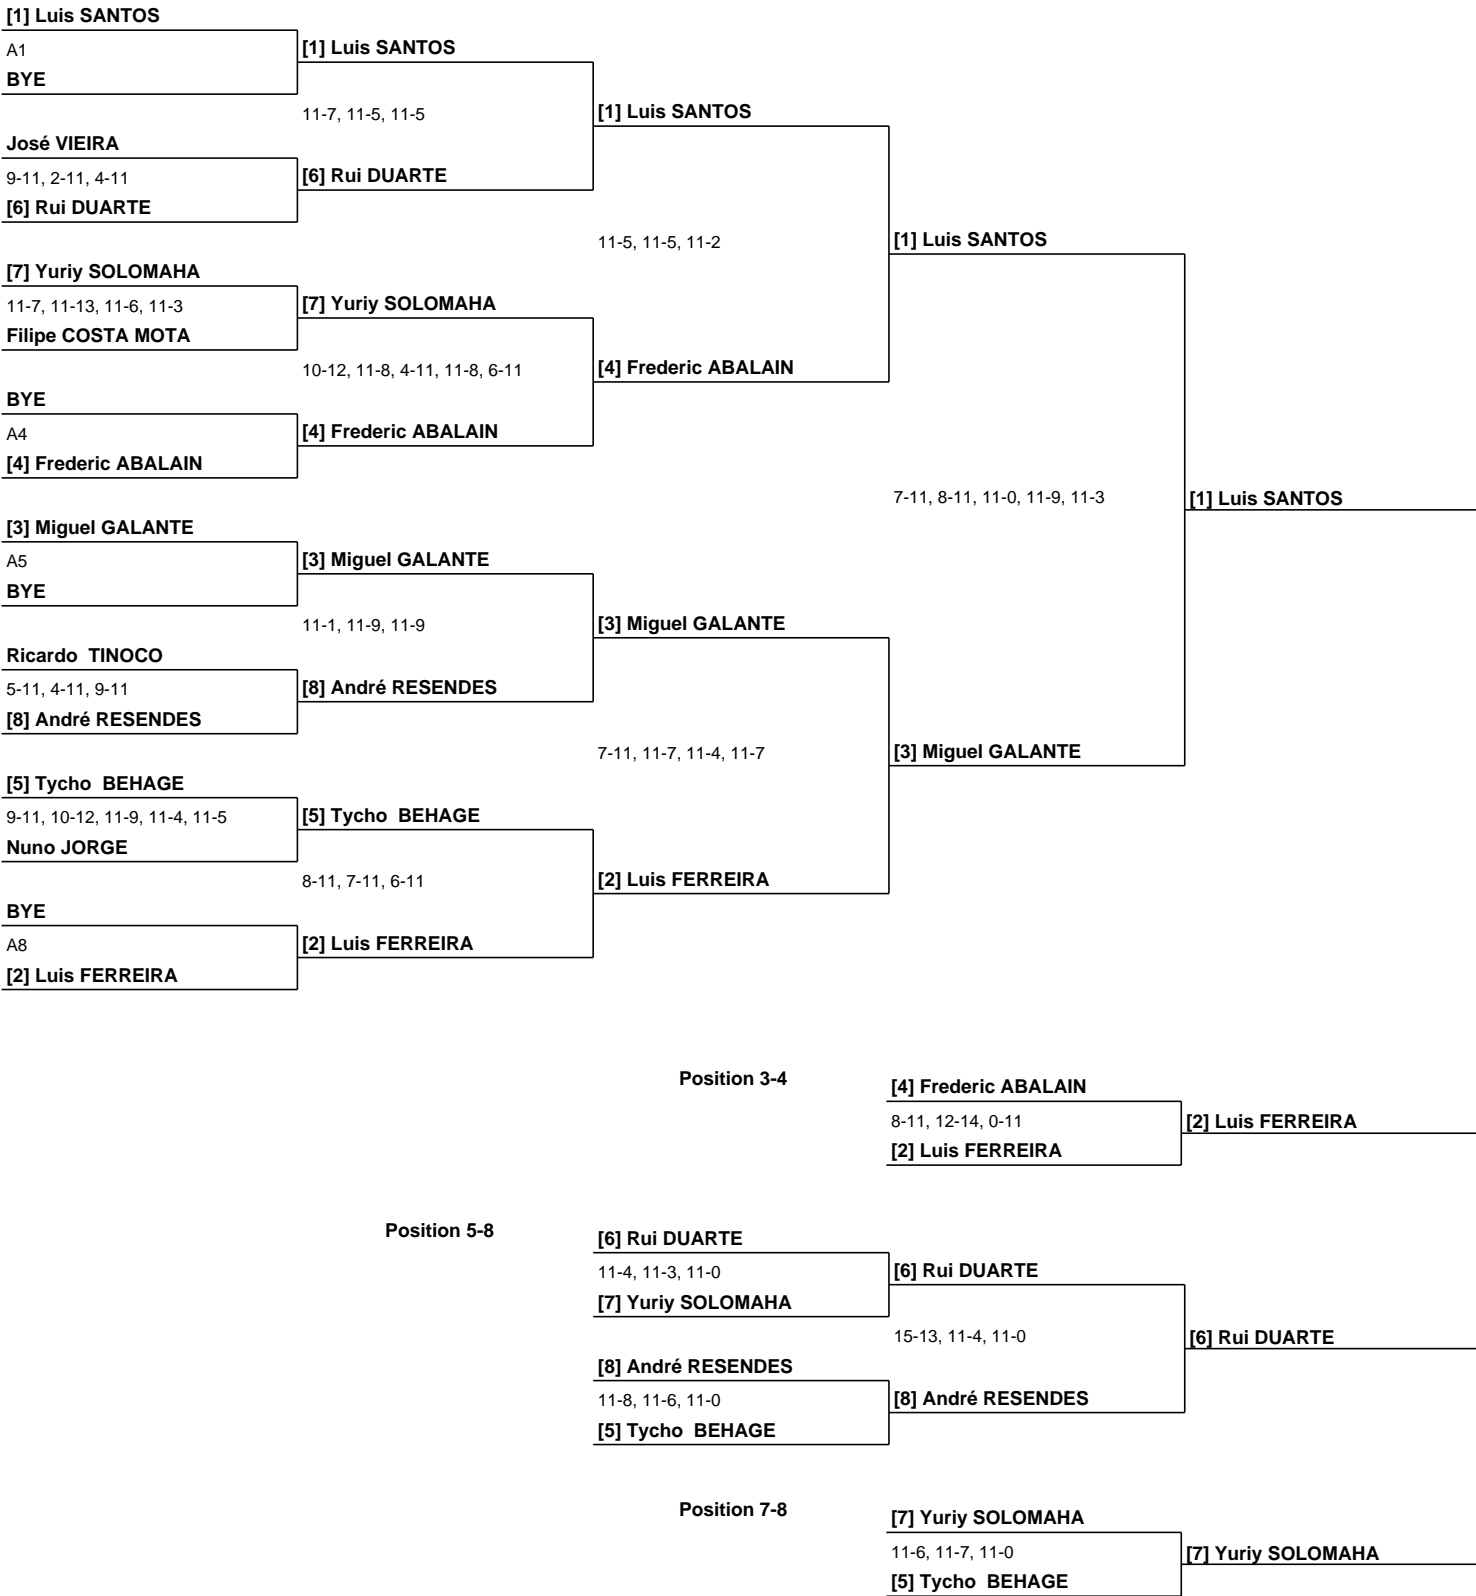 [1] Luis SANTOS
A1
BYE
[1] Luis SANTOS
11-7, 11-5, 11-5
José VIEIRA
9-11, 2-11, 4-11
[6] Rui DUARTE
[6] Rui DUARTE
[1] Luis SANTOS
11-5, 11-5, 11-2
[7] Yuriy SOLOMAHA
11-7, 11-13, 11-6, 11-3
Filipe COSTA MOTA
[7] Yuriy SOLOMAHA
10-12, 11-8, 4-11, 11-8, 6-11
BYE
A4
[4] Frederic ABALAIN
[4] Frederic ABALAIN
[4] Frederic ABALAIN
[1] Luis SANTOS
7-11, 8-11, 11-0, 11-9, 11-3
[1] Luis SANTOS
[3] Miguel GALANTE
A5
BYE
[3] Miguel GALANTE
11-1, 11-9, 11-9
Ricardo  TINOCO
5-11, 4-11, 9-11
[8] André RESENDES
[8] André RESENDES
[3] Miguel GALANTE
7-11, 11-7, 11-4, 11-7
[3] Miguel GALANTE
[5] Tycho  BEHAGE
9-11, 10-12, 11-9, 11-4, 11-5
Nuno JORGE
[5] Tycho  BEHAGE
8-11, 7-11, 6-11
[2] Luis FERREIRA
BYE
A8
[2] Luis FERREIRA
[2] Luis FERREIRA
Position 3-4
[4] Frederic ABALAIN
8-11, 12-14, 0-11
[2] Luis FERREIRA
[2] Luis FERREIRA
Position 5-8
[6] Rui DUARTE
11-4, 11-3, 11-0
[7] Yuriy SOLOMAHA
[6] Rui DUARTE
15-13, 11-4, 11-0
[6] Rui DUARTE
[8] André RESENDES
11-8, 11-6, 11-0
[5] Tycho  BEHAGE
[8] André RESENDES
Position 7-8
[7] Yuriy SOLOMAHA
11-6, 11-7, 11-0
[5] Tycho  BEHAGE
[7] Yuriy SOLOMAHA